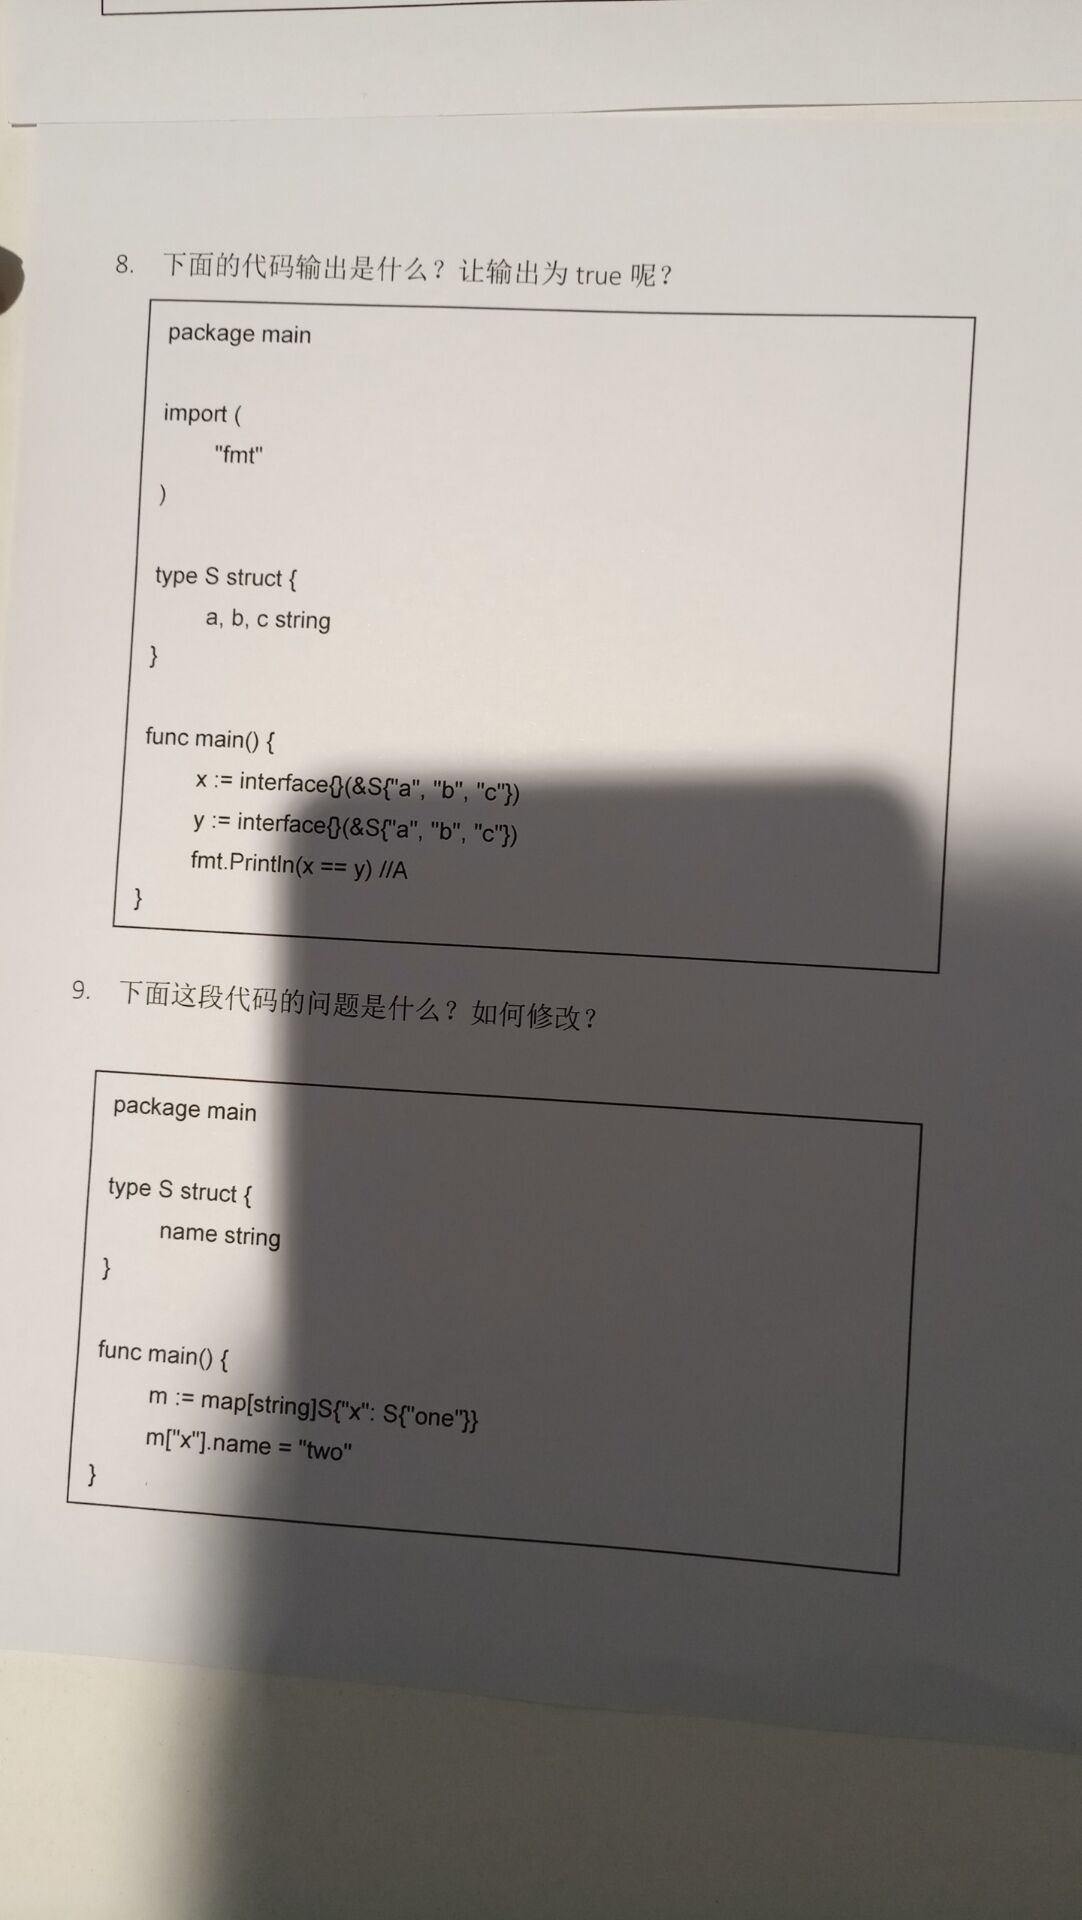 8. 下面的代码输出是什么？让输出为 true 呢？
package main
import (
"fmt"
)
type S struct {
a, b, c string
}
func main() {
x := interface{}(&S{"a", "b", "c"})
y := interface{}(&S{"a", "b", "c"})
fmt.Println(x == y) //A
}
9. 下面这段代码的问题是什么？如何修改？
package main
type S struct {
name string
}
func main() {
m := map[string]S{"x": S{"one"}}
m["x"].name = "two"
}